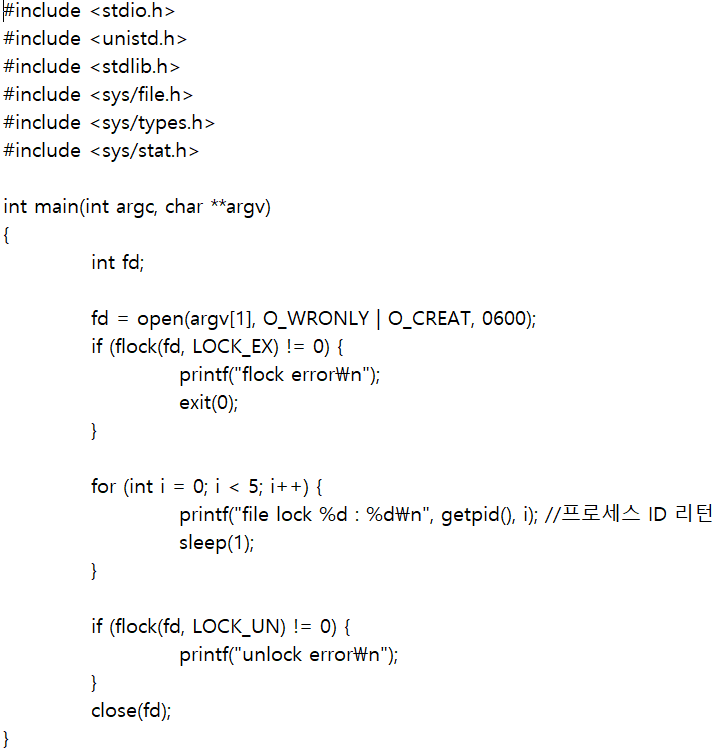 #include <stdio.h>
#include <unistd.h>
#include <stdlib.h>
#include <sys/file.h>
#include <sys/types.h>
#include <sys/stat.h>

int main(int argc, char **argv)
{
        int fd;

        fd = open(argv[1], O_WRONLY | O_CREAT, 0600);
        if (flock(fd, LOCK_EX) != 0) {
                printf("flock error₩n");
                exit(0);
        }

        for (int i = 0; i < 5; i++) {
                printf("file lock %d : %d₩n", getpid(), i); //프로세스 ID 리턴
                sleep(1);
        }

        if (flock(fd, LOCK_UN) != 0) {
                printf("unlock error₩n");
        }
        close(fd);
}